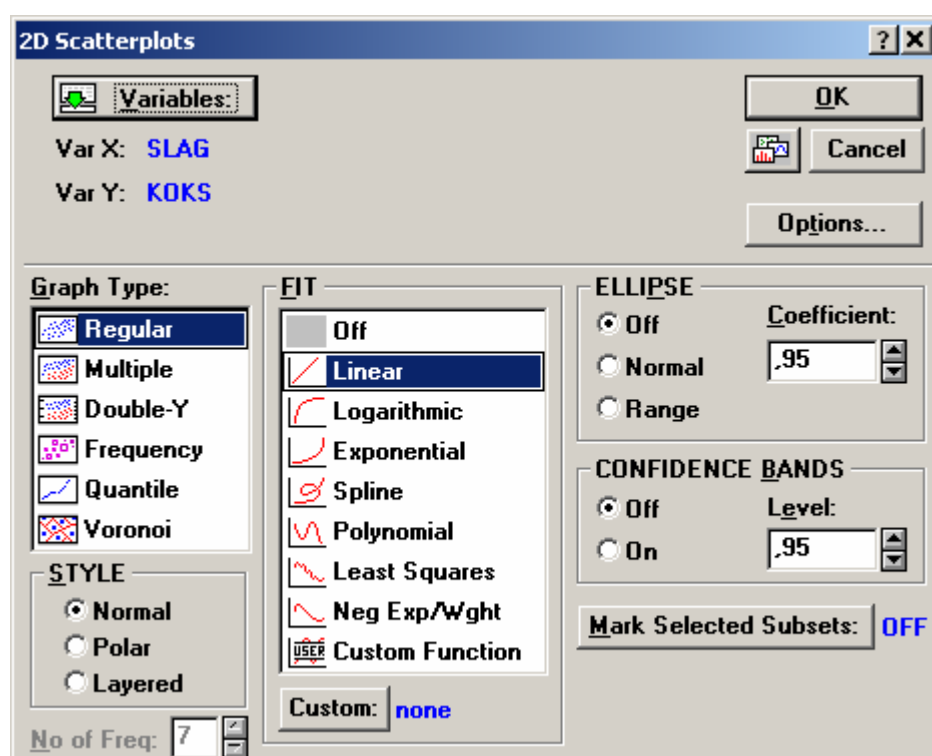 2D Scatterplots
Variables:
OK
Var X: SLAG
Cancel
Var Y: KOKS
Options...
Graph Type:
Regular
Multiple
Double-Y
Frequency
Quantile
Voronoi
STYLE
Normal
Polar
Layered
No of Freq: 7
FIT
Off
Linear
Logarithmic
Exponential
Spline
Polynomial
Least Squares
Neg Exp/Wght
USER Custom Function
Custom: none
ELLIPSE
Off
Normal
Range
Coefficient:
,95
CONFIDENCE BANDS
Off
On
Level:
,95
Mark Selected Subsets: OFF